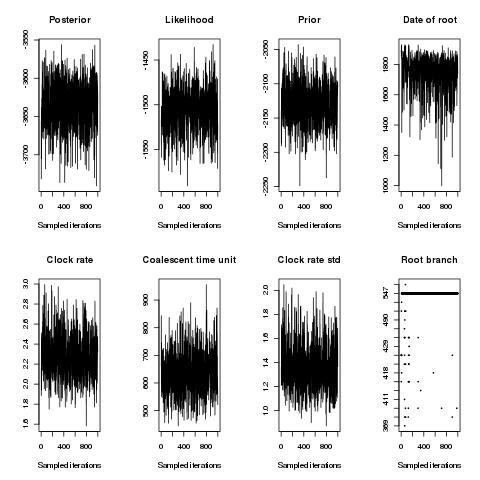 Posterior
Likelihood
Prior
Date of root
-3600
-3650
-3700
-1450
-1500
-1550
-2050
-2100
-2150
-2200
-2250
1800
1600
1400
1200
1000
0 400 800
0 400 800
0 400 800
0 400 800
Sampled iterations
Sampled iterations
Sampled iterations
Sampled iterations
Clock rate
Coalescent time unit
Clock rate std
Root branch
3.0
2.8
2.6
2.4
2.2
2.0
1.8
1.6
900
800
700
600
500
2.0
1.8
1.6
1.4
1.2
1.0
547
490
429
418
411
369
0 400 800
0 400 800
0 400 800
0 400 800
Sampled iterations
Sampled iterations
Sampled iterations
Sampled iterations